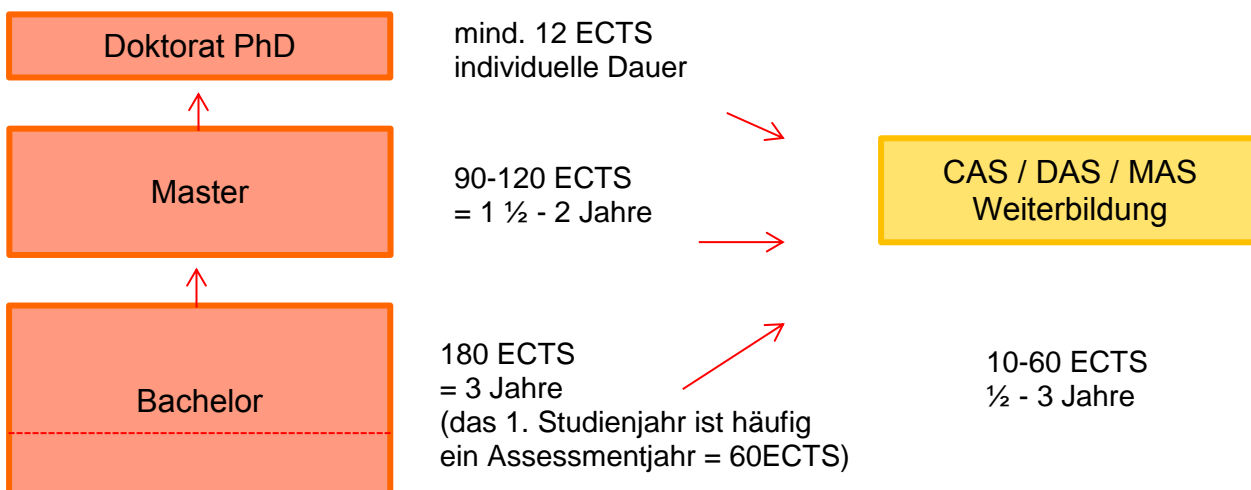 Doktorat PhD
mind. 12 ECTS
individuelle Dauer
Master
90-120 ECTS
= 1 ½ - 2 Jahre
CAS / DAS / MAS
Weiterbildung
Bachelor
180 ECTS
= 3 Jahre
(das 1. Studienjahr ist häufig
ein Assessmentjahr = 60ECTS)
10-60 ECTS
½ - 3 Jahre